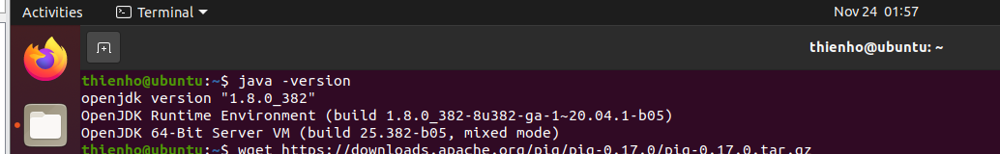 Activities Terminal Nov 24 01:57
thienho@ubuntu: ~
thienho@ubuntu:~$ java -version
openjdk version "1.8.0_382"
OpenJDK Runtime Environment (build 1.8.0_382-8u382-ga-1~20.04.1-b05)
OpenJDK 64-Bit Server VM (build 25.382-b05, mixed mode)
thienho@ubuntu:~$ wget https://downloads.apache.org/pig/pig-0.17.0/pig-0.17.0.tar.gz